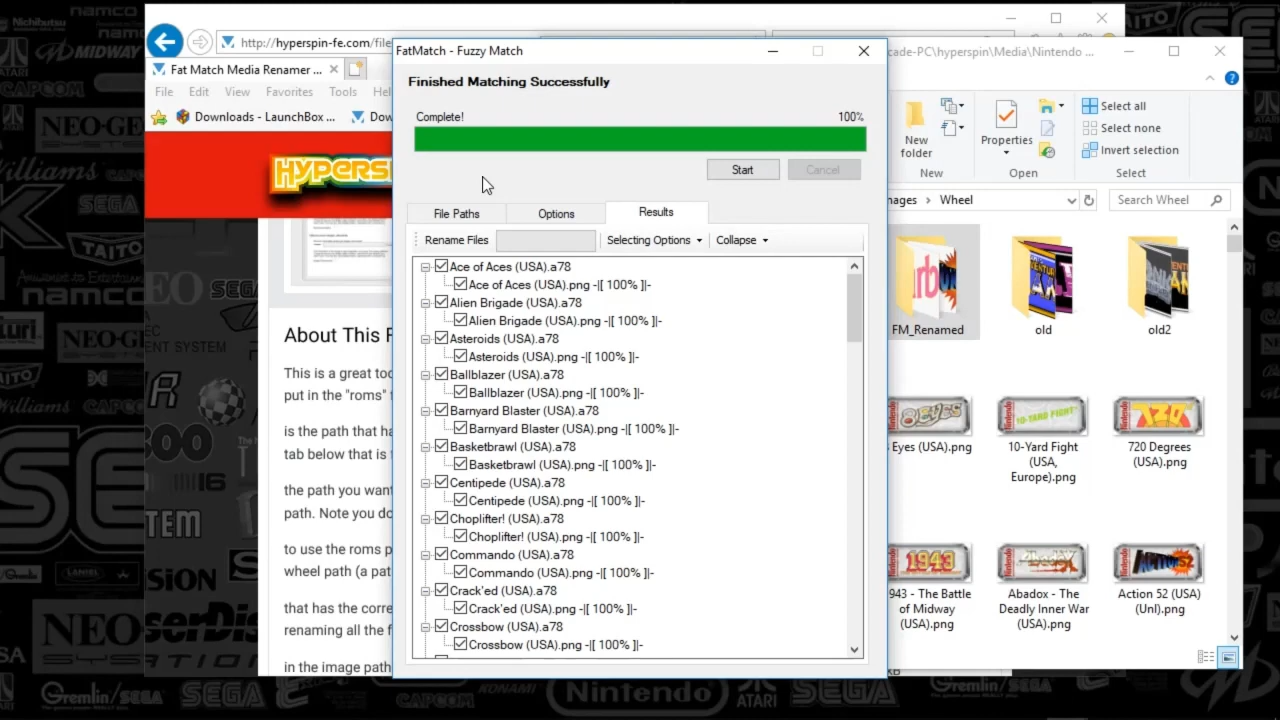 http://hyperspin-fe.com/file
Fat Match Media Renamer ...
File Edit View Favorites Tools Hel
Downloads - LaunchBox ... Dow
HYPERS
About This F
This is a great too
put in the "roms"
is the path that ha
tab below that is
the path you want
path. Note you do
to use the roms p
wheel path (a pat
that has the corre
renaming all the f
in the image path
FatMatch - Fuzzy Match
Finished Matching Successfully
Complete! 100%
Start Cancel
File Paths Options Results
Rename Files Selecting Options Collapse
Ace of Aces (USA).a78
Ace of Aces (USA).png -|[ 100% ]|-
Alien Brigade (USA).a78
Alien Brigade (USA).png -|[ 100% ]|-
Asteroids (USA).a78
Asteroids (USA).png -|[ 100% ]|-
Ballblazer (USA).a78
Ballblazer (USA).png -|[ 100% ]|-
Barnyard Blaster (USA).a78
Barnyard Blaster (USA).png -|[ 100% ]|-
Basketbrawl (USA).a78
Basketbrawl (USA).png -|[ 100% ]|-
Centipede (USA).a78
Centipede (USA).png -|[ 100% ]|-
Choplifter! (USA).a78
Choplifter! (USA).png -|[ 100% ]|-
Commando (USA).a78
Commando (USA).png -|[ 100% ]|-
Crack'ed (USA).a78
Crack'ed (USA).png -|[ 100% ]|-
Crossbow (USA).a78
Crossbow (USA).png -|[ 100% ]|-
cade-PC\hyperspin\Media\Nintendo ...
New folder
Properties
Select all
Select none
Invert selection
New Open Select
mages > Wheel
Search Wheel
FM_Renamed
old
old2
Eyes (USA).png
10-Yard Fight
(USA,
Europe).png
720 Degrees
(USA).png
943 - The Battle
of Midway
(USA).png
Abadox - The
Deadly Inner War
(USA).png
Action 52 (USA)
(Unl).png